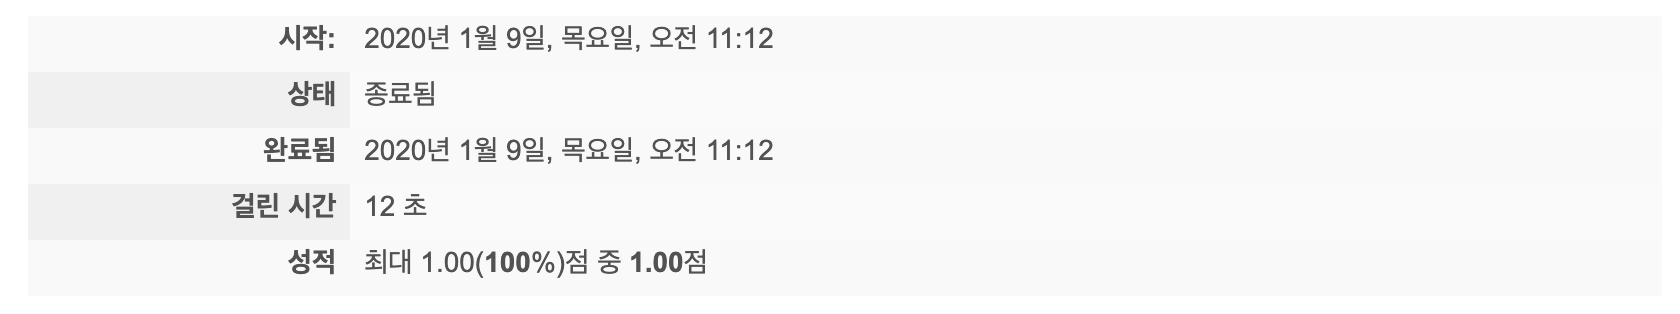 시작: 2020년 1월 9일, 목요일, 오전 11:12
상태 종료됨
완료됨 2020년 1월 9일, 목요일, 오전 11:12
걸린 시간 12 초
성적 최대 1.00(100%)점 중 1.00점